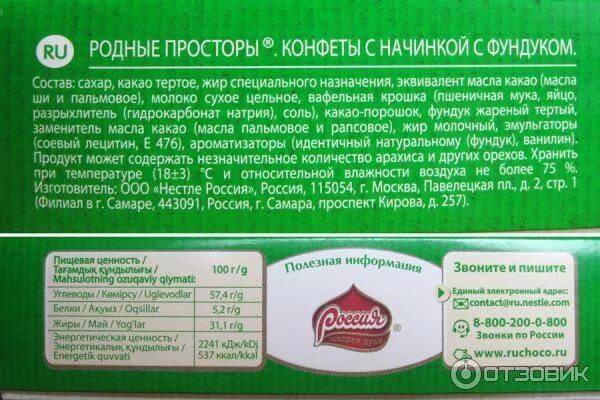 RU
РОДНЫЕ ПРОСТОРЫ®. КОНФЕТЫ С НАЧИНКОЙ С ФУНДУКОМ.
Состав: сахар, какао тертое, жир специального назначения, эквивалент масла какао (масла
ши и пальмовое), молоко сухое цельное, вафельная крошка (пшеничная мука, яйцо,
разрыхлитель (гидрокарбонат натрия), соль), какао-порошок, фундук жареный тертый,
заменитель масла какао (масла пальмовое и рапсовое), жир молочный, эмульгаторы
(соевый лецитин, Е 476), ароматизаторы (идентичный натуральному (фундук), ванилин).
Продукт может содержать незначительное количество арахиса и других орехов. Хранить
при температуре (18±3) °С и относительной влажности воздуха не более 75 %.
Изготовитель: ООО «Нестле Россия», Россия, 115054, г. Москва, Павелецкая пл., д. 2, стр. 1
(Филиал в г. Самаре, 443091, Россия, г. Самара, проспект Кирова, д. 257).
Пищевая ценность /
Тағамдық құндылығы /
Mahsulotning ozuqaviy qiymati:
100 г/g
Углеводы / Көмірсу / Uglevodlar
57,4 г/g
Белки / Ақуыз / Oqsillar
5,2 г/g
Жиры / Май / Yog'lar
31,1 г/g
Энергетическая ценность /
Энергетикалық құндылығы /
Energetik quvvati
2241 кДж/kDj
537 ккал/kkal
Полезная информация
Россия
щедрая душа
®
Звоните и пишите
Единый электронный адрес:
contact@ru.nestle.com
8-800-200-0-800
Звонки по России
www.ruchoco.ru
ОТЗОВИК